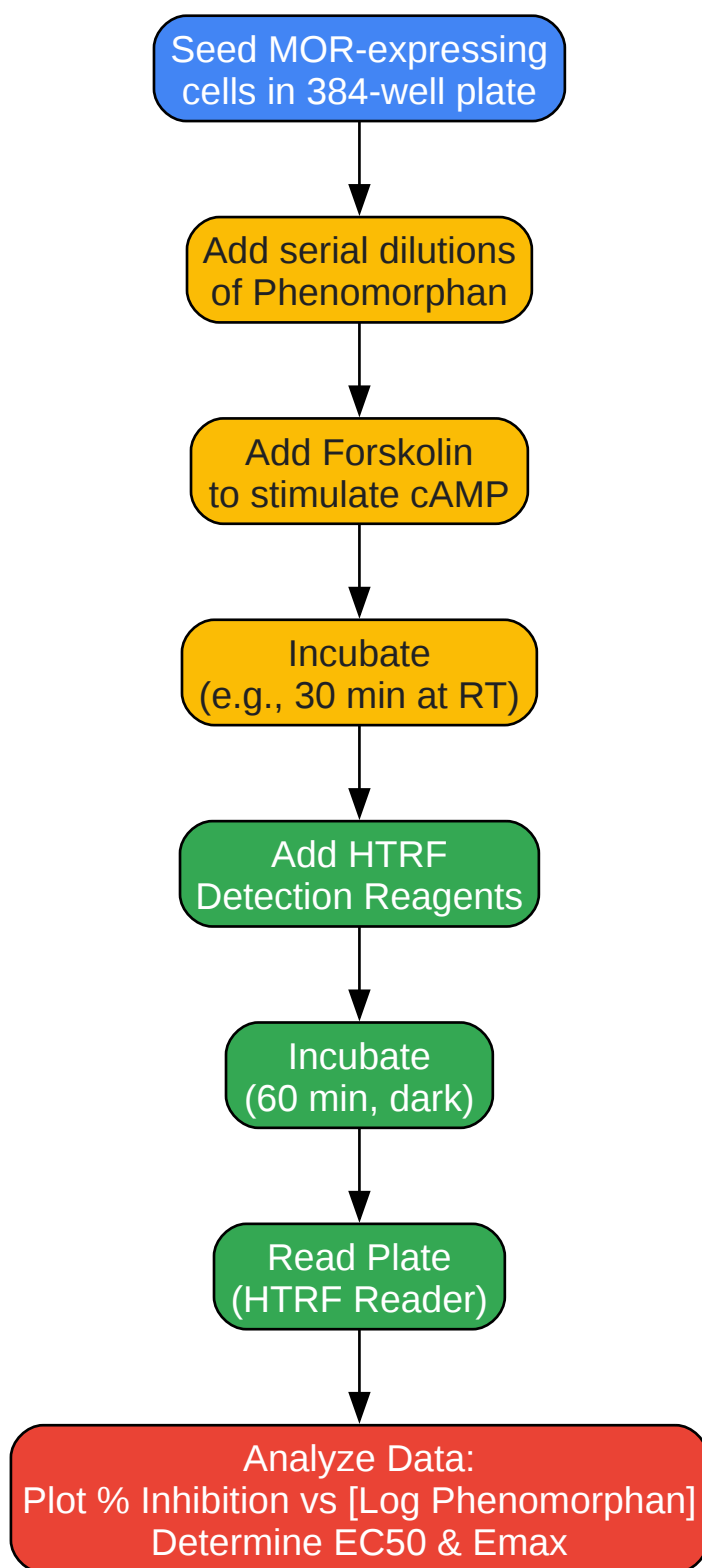 Seed MOR-expressing
cells in 384-well plate
Add serial dilutions
of Phenomorphan
Add Forskolin
to stimulate cAMP
Incubate
(e.g., 30 min at RT)
Add HTRF
Detection Reagents
Incubate
(60 min, dark)
Read Plate
(HTRF Reader)
Analyze Data:
Plot % Inhibition vs [Log Phenomorphan]
Determine EC50 & Emax